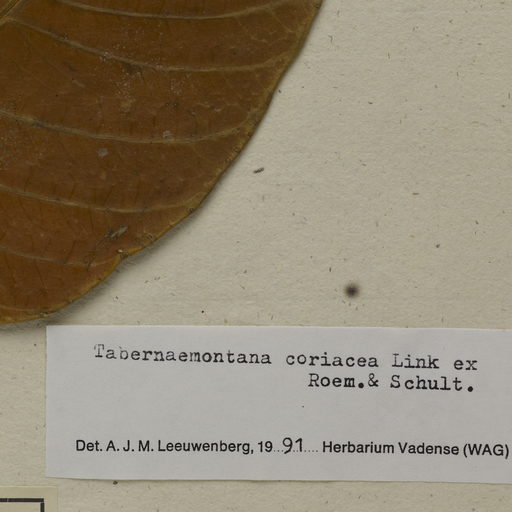 Tabernaemontana coriacea Link ex
Roem.& Schult.
Det. A. J. M. Leeuwenberg, 19 91 Herbarium Vadense (WAG)